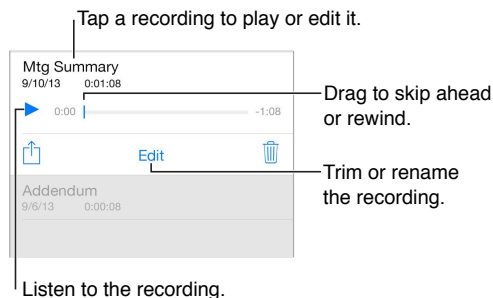 Tap a recording to play or edit it.
Mtg Summary
9/10/13 0:01:08
0:00 -1:08
Drag to skip ahead
or rewind.
Edit
Trim or rename
the recording.
Addendum
9/6/13 0:00:08
Listen to the recording.